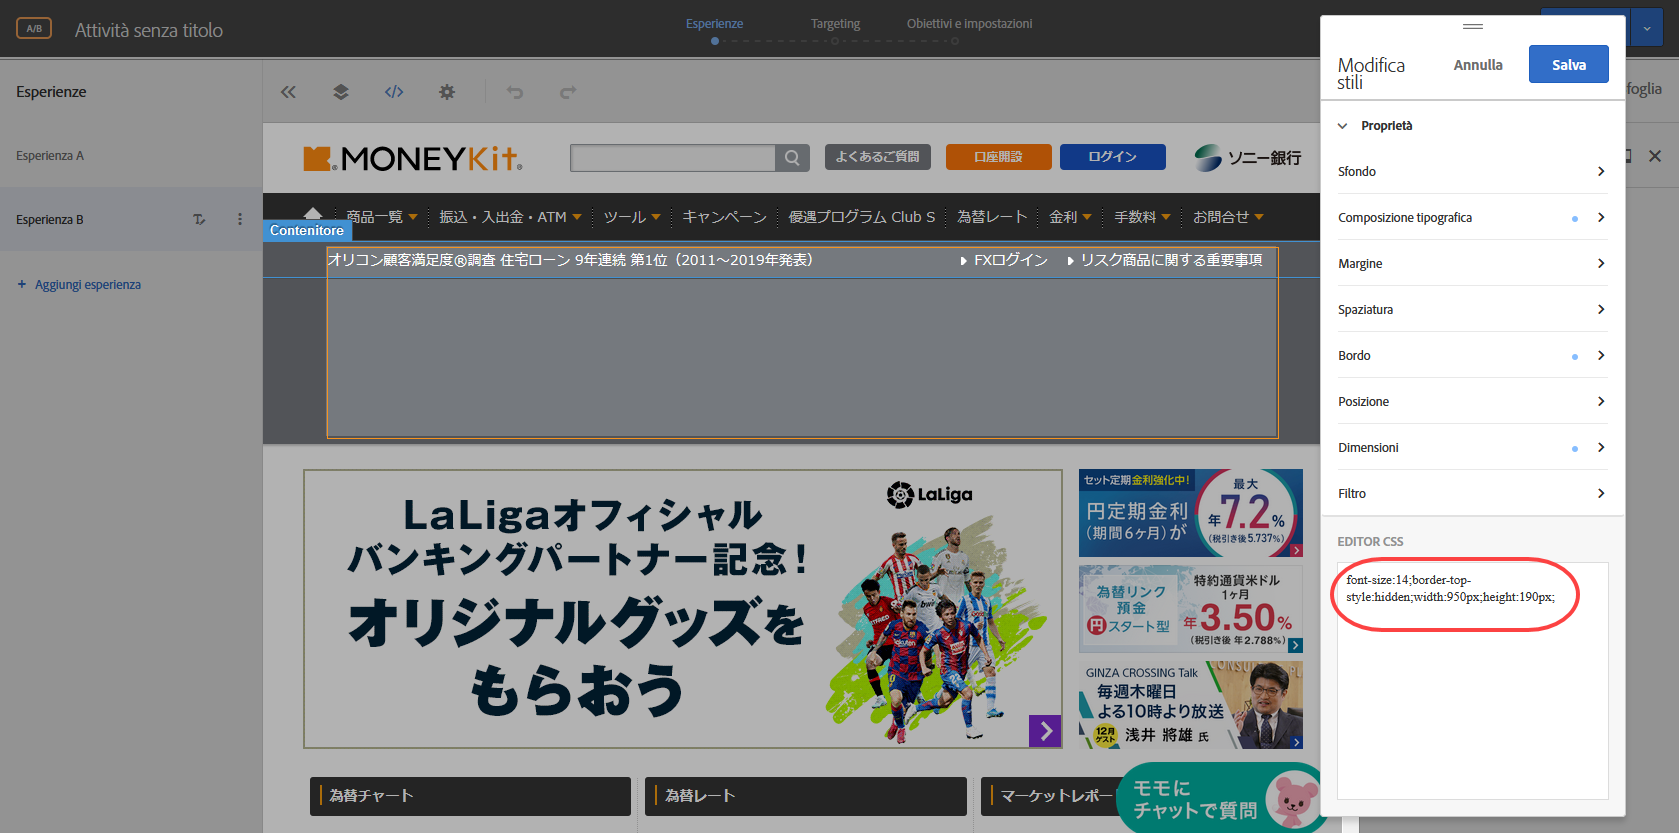 A/B
Attività senza titolo
Esperienze
Targeting
Obiettivi e impostazioni
Esperienze
Esperienza A
Esperienza B
+ Aggiungi esperienza
</>
foglia
MONEYKit
よくあるご質問
口座開設
ログイン
ソニー銀行
商品一覧
振込・入出金・ATM
ツール
キャンペーン
優遇プログラム Club S
為替レート
金利
手数料
お問合せ
Contenitore
オリコン顧客満足度®調査 住宅ローン 9年連続 第1位（2011～2019年発表）
FXログイン
リスク商品に関する重要事項
LaLiga
LaLigaオフィシャル
バンキングパートナー記念！
オリジナルグッズを
もらおう
セット定期金利強化中！
円定期金利
（期間6ヶ月）が
最大
年7.2%
（税引き後5.737%）
為替リンク
預金
円スタート型
特約通貨米ドル
1ヶ月
年3.50%
（税引き後 年2.788%）
GINZA CROSSING Talk
毎週木曜日
よる10時より放送
12月
ゲスト
浅井 將雄 氏
為替チャート
為替レート
マーケットレポー
モモに
チャットで質問
Modifica
stili
Annulla
Salva
Proprietà
Sfondo
Composizione tipografica
Margine
Spaziatura
Bordo
Posizione
Dimensioni
Filtro
EDITOR CSS
font-size:14;border-top-
style:hidden;width:950px;height:190px;